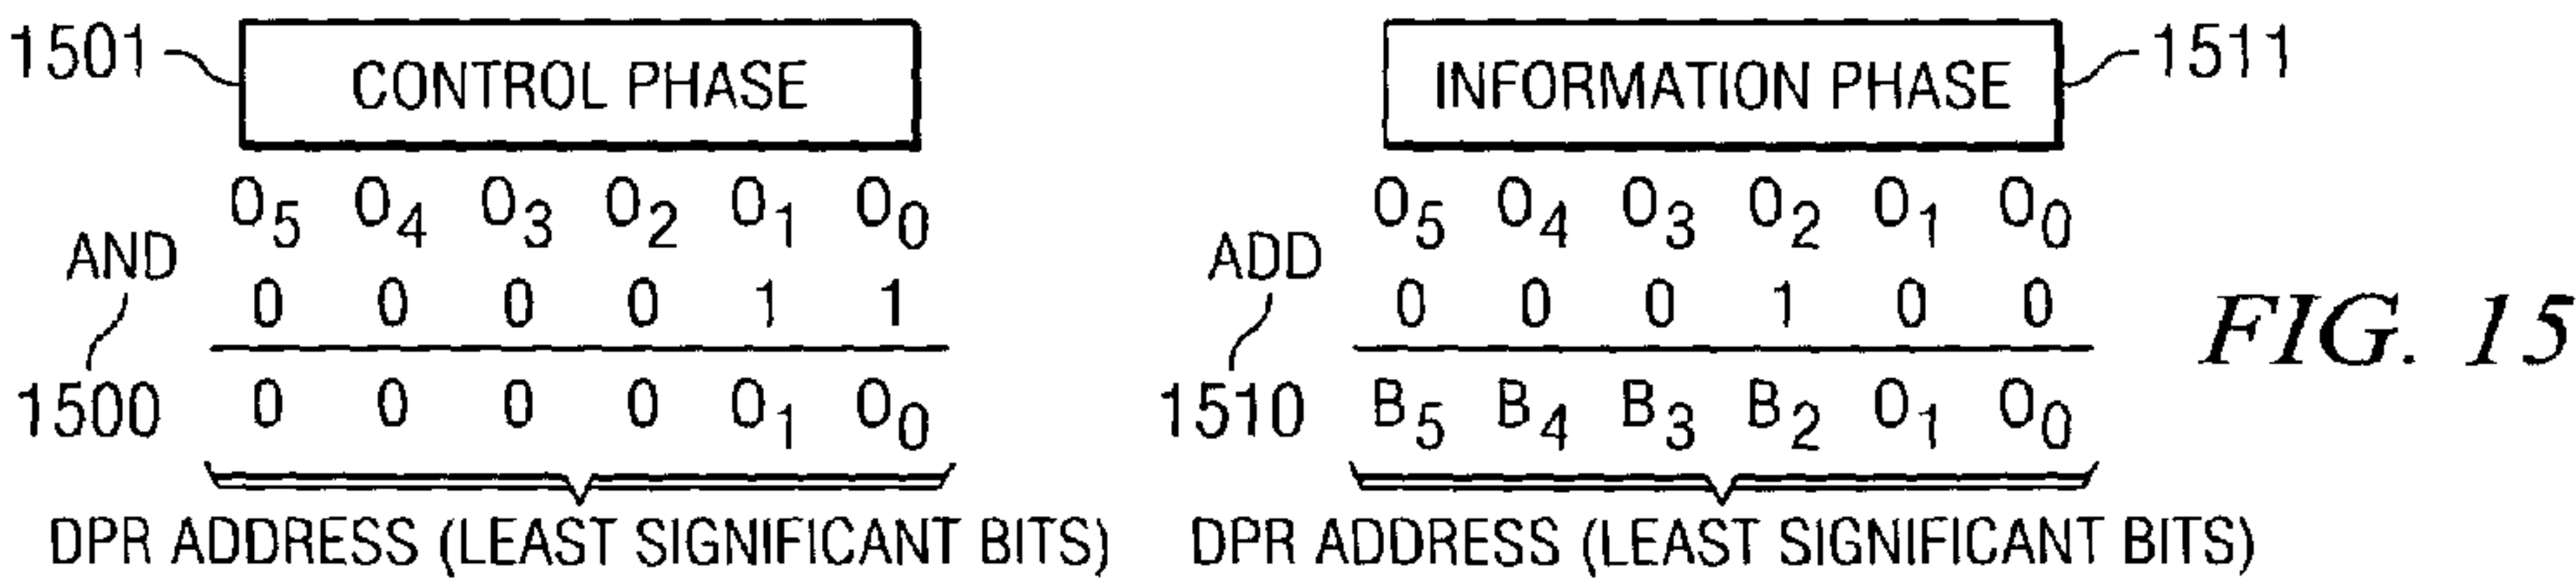 1501 CONTROL PHASE INFORMATION PHASE 1511
O5 O4 O3 O2 O1 O0 O5 O4 O3 O2 O1 O0
AND ADD
0 0 0 0 1 1 0 0 0 1 0 0
FIG. 15
1500 0 0 0 0 O1 O0 1510 B5 B4 B3 B2 O1 O0
DPR ADDRESS (LEAST SIGNIFICANT BITS) DPR ADDRESS (LEAST SIGNIFICANT BITS)